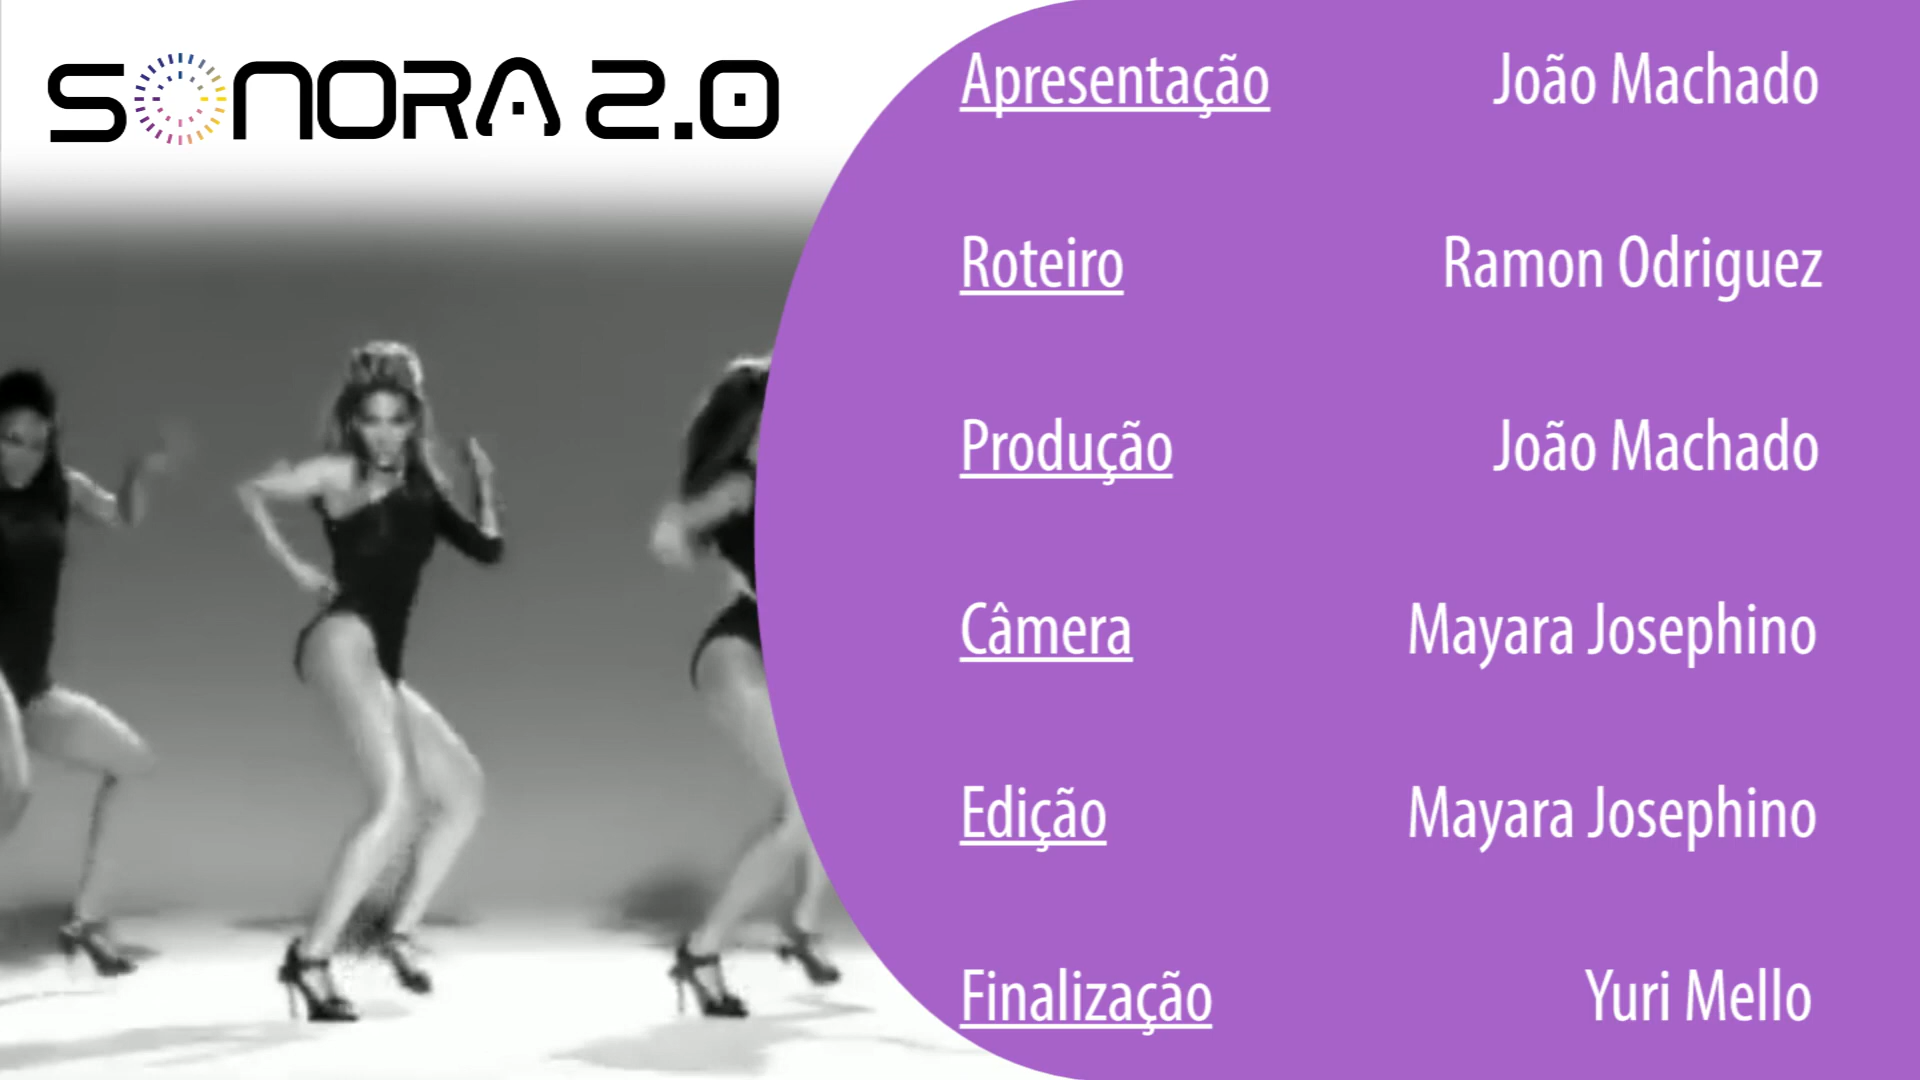 SONORA 2.0
Apresentação João Machado
Roteiro Ramon Odriguez
Produção João Machado
Câmera Mayara Josephino
Edição Mayara Josephino
Finalização Yuri Mello